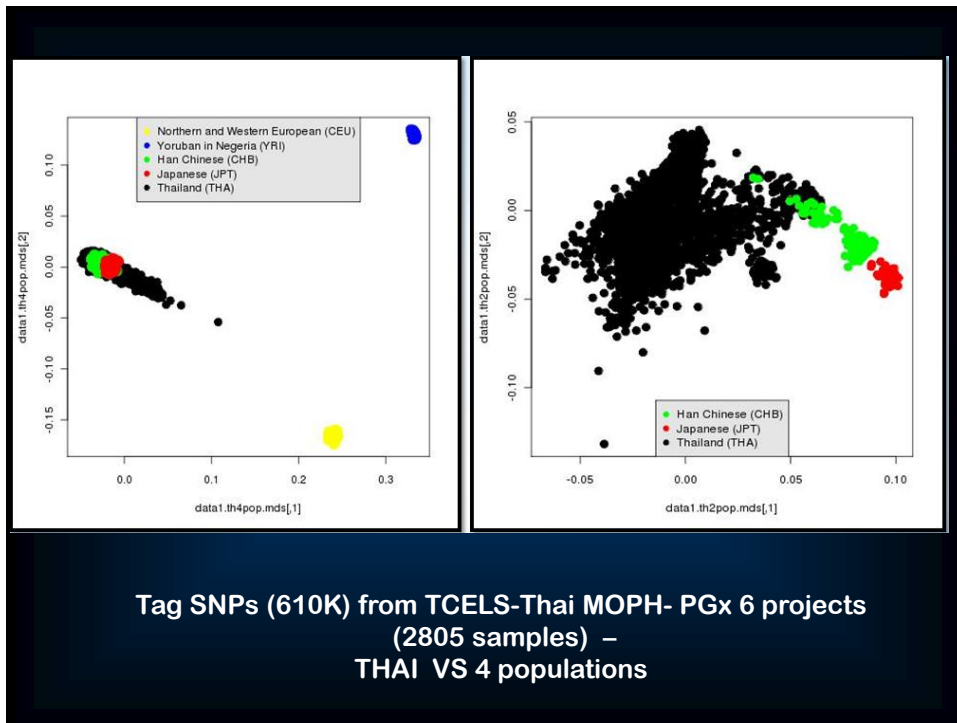 Northern and Western European (CEU)
Yoruban in Negeria (YRI)
Han Chinese (CHB)
Japanese (JPT)
Thailand (THA)
data1.th4pop.mds[,2]
0.10
0.05
0.00
-0.05
-0.10
-0.15
0.0
0.1
0.2
0.3
data1.th4pop.mds[,1]
data1.th2pop.mds[,2]
0.05
0.00
-0.05
-0.10
Han Chinese (CHB)
Japanese (JPT)
Thailand (THA)
-0.05
0.00
0.05
0.10
data1.th2pop.mds[,1]
Tag SNPs (610K) from TCELS-Thai MOPH- PGx 6 projects
(2805 samples) –
THAI VS 4 populations